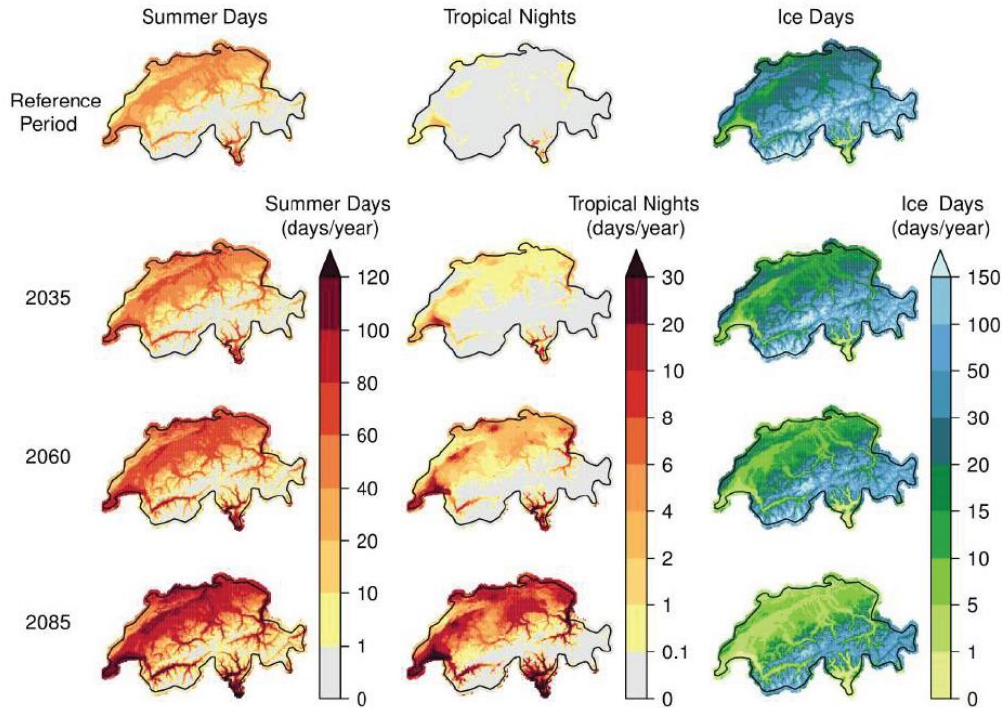 Summer Days
Tropical Nights
Ice Days
Reference
Period
Summer Days
(days/year)
Tropical Nights
(days/year)
Ice Days
(days/year)
2035
120
100
80
60
40
20
10
1
0
30
20
10
8
6
4
2
1
0.1
0
150
100
50
30
20
15
10
5
1
0
2060
2085